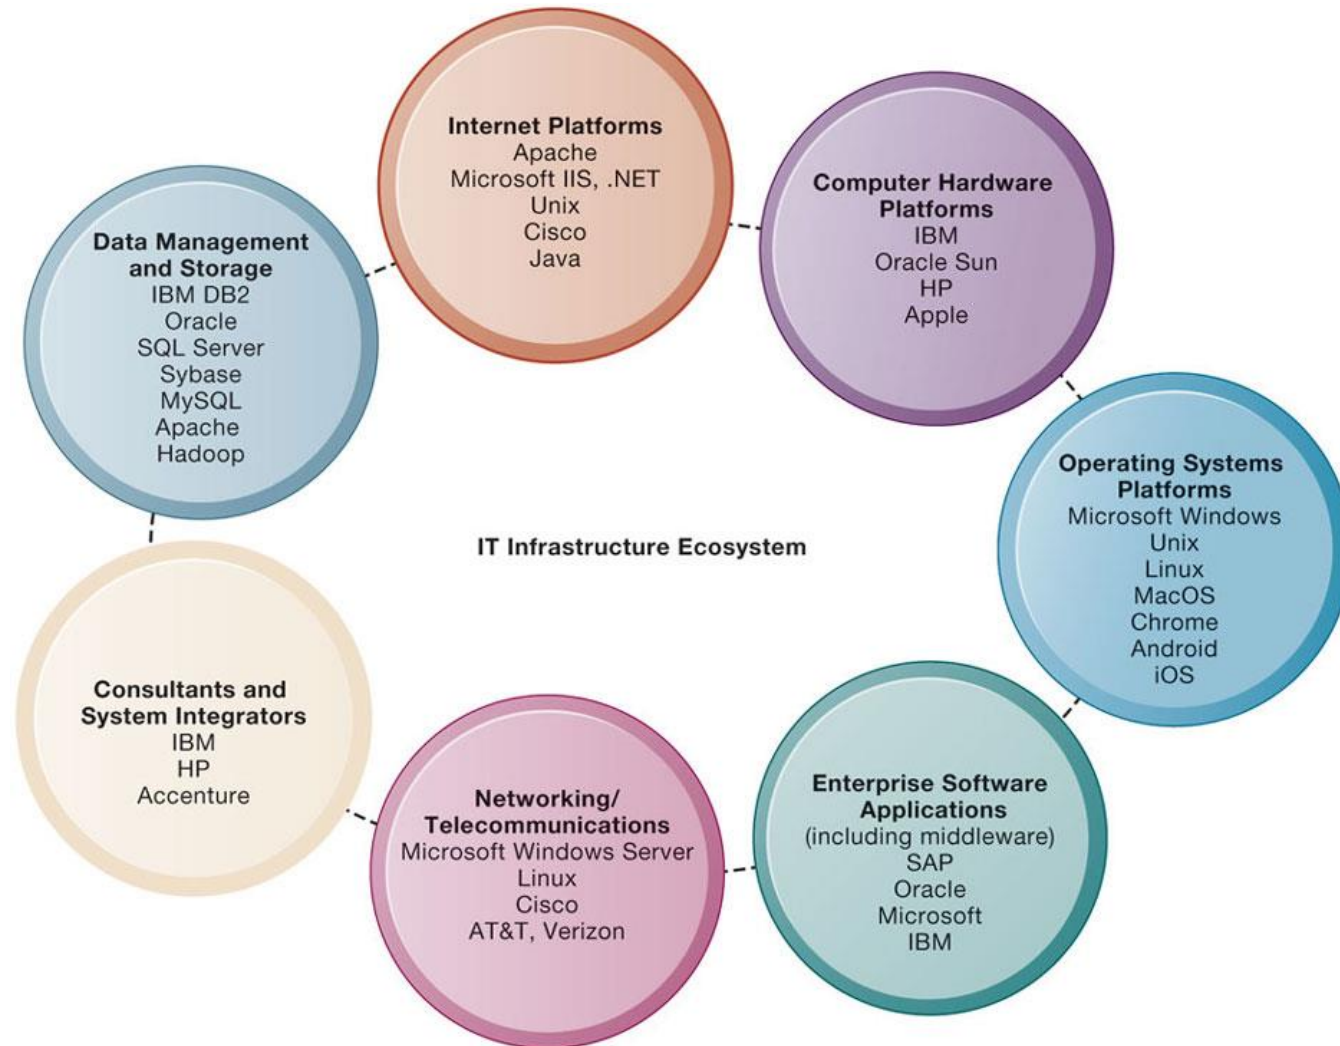 Internet Platforms
Apache
Microsoft IIS, .NET
Unix
Cisco
Java
Computer Hardware
Platforms
IBM
Oracle Sun
HP
Apple
Data Management
and Storage
IBM DB2
Oracle
SQL Server
Sybase
MySQL
Apache
Hadoop
Operating Systems
Platforms
Microsoft Windows
Unix
Linux
MacOS
Chrome
Android
iOS
IT Infrastructure Ecosystem
Consultants and
System Integrators
IBM
HP
Accenture
Networking/
Telecommunications
Microsoft Windows Server
Linux
Cisco
AT&T, Verizon
Enterprise Software
Applications
(including middleware)
SAP
Oracle
Microsoft
IBM